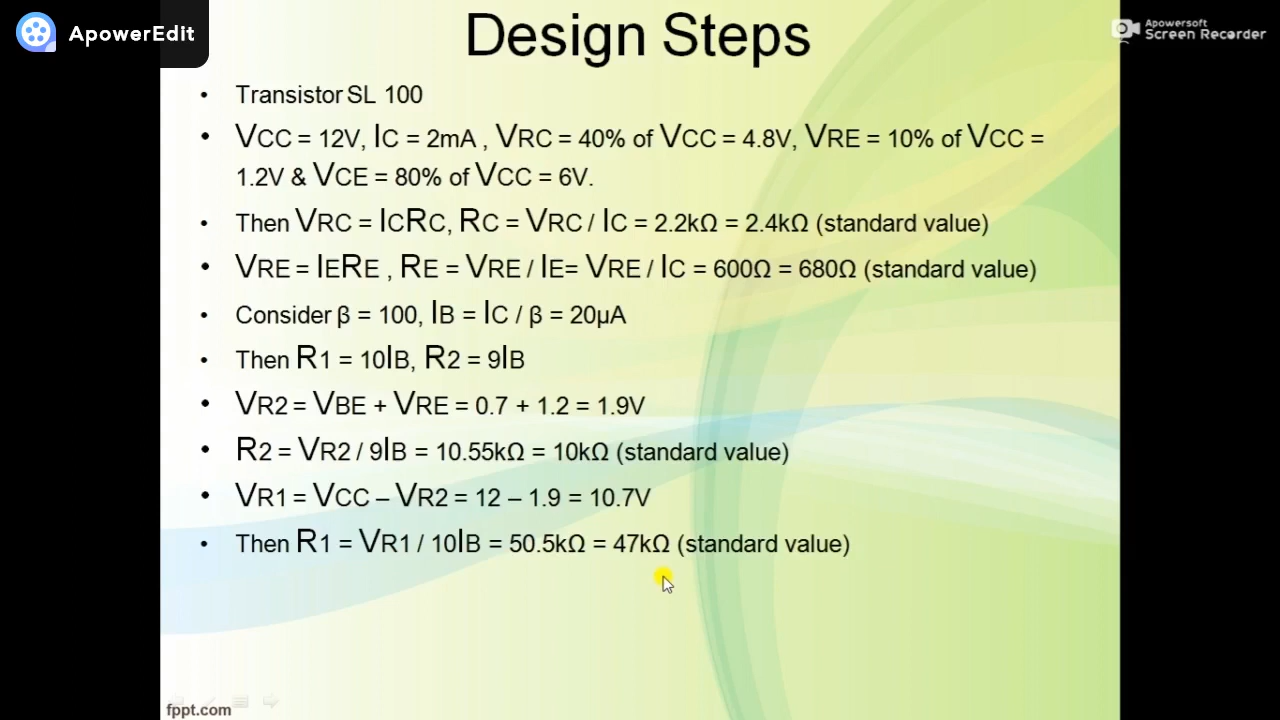 ApowerEdit
Apowersoft
Screen Recorder
Design Steps
• Transistor SL 100
• VCC = 12V, IC = 2mA , VRC = 40% of VCC = 4.8V, VRE = 10% of VCC =
1.2V & VCE = 80% of VCC = 6V.
• Then VRC = ICRC, RC = VRC / IC = 2.2kΩ = 2.4kΩ (standard value)
• VRE = IERE , RE = VRE / IE= VRE / IC = 600Ω = 680Ω (standard value)
• Consider β = 100, IB = IC / β = 20µA
• Then R1 = 10IB, R2 = 9IB
• VR2 = VBE + VRE = 0.7 + 1.2 = 1.9V
• R2 = VR2 / 9IB = 10.55kΩ = 10kΩ (standard value)
• VR1 = VCC – VR2 = 12 – 1.9 = 10.7V
• Then R1 = VR1 / 10IB = 50.5kΩ = 47kΩ (standard value)
fppt.com